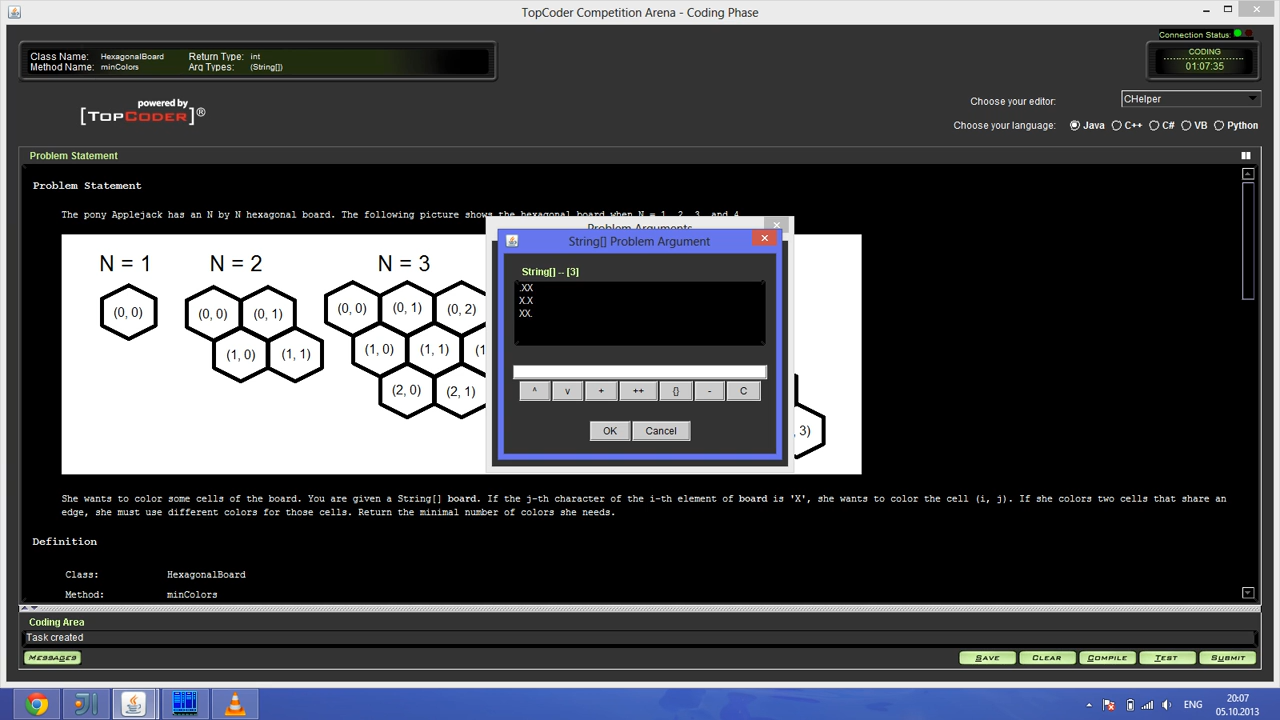 TopCoder Competition Arena - Coding Phase
Connection Status:
Class Name: HexagonalBoard Return Type: int
Method Name: minColors Arg Types: (String[])
CODING
01:07:35
powered by
[TOPCODER]®
Choose your editor: CHelper
Choose your language: Java C++ C# VB Python
Problem Statement
Problem Statement
The pony Applejack has an N by N hexagonal board. The following picture shows the hexagonal board when N = 1, 2, 3, and 4.
N = 1 N = 2 N = 3
(0, 0)
(0, 0) (0, 1)
(1, 0) (1, 1)
(0, 0) (0, 1) (0, 2)
(1, 0) (1, 1) (1
(2, 0) (2, 1)
, 3)
Problem Arguments
String[] Problem Argument
String[] -- [3]
.XX
X.X
XX.
^ v + ++ {} - C
OK Cancel
She wants to color some cells of the board. You are given a String[] board. If the j-th character of the i-th element of board is 'X', she wants to color the cell (i, j). If she colors two cells that share an
edge, she must use different colors for those cells. Return the minimal number of colors she needs.
Definition
Class: HexagonalBoard
Method: minColors
Coding Area
Task created
MESSAGES SAVE CLEAR COMPILE TEST SUBMIT
ENG
20:07
05.10.2013